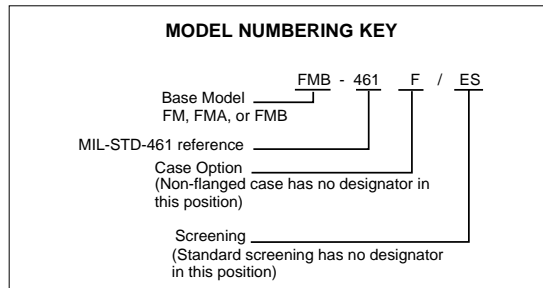 MODEL NUMBERING KEY
FMB - 461 F / ES
Base Model
FM, FMA, or FMB
MIL-STD-461 reference
Case Option
(Non-flanged case has no designator in
this position)
Screening
(Standard screening has no designator
in this position)